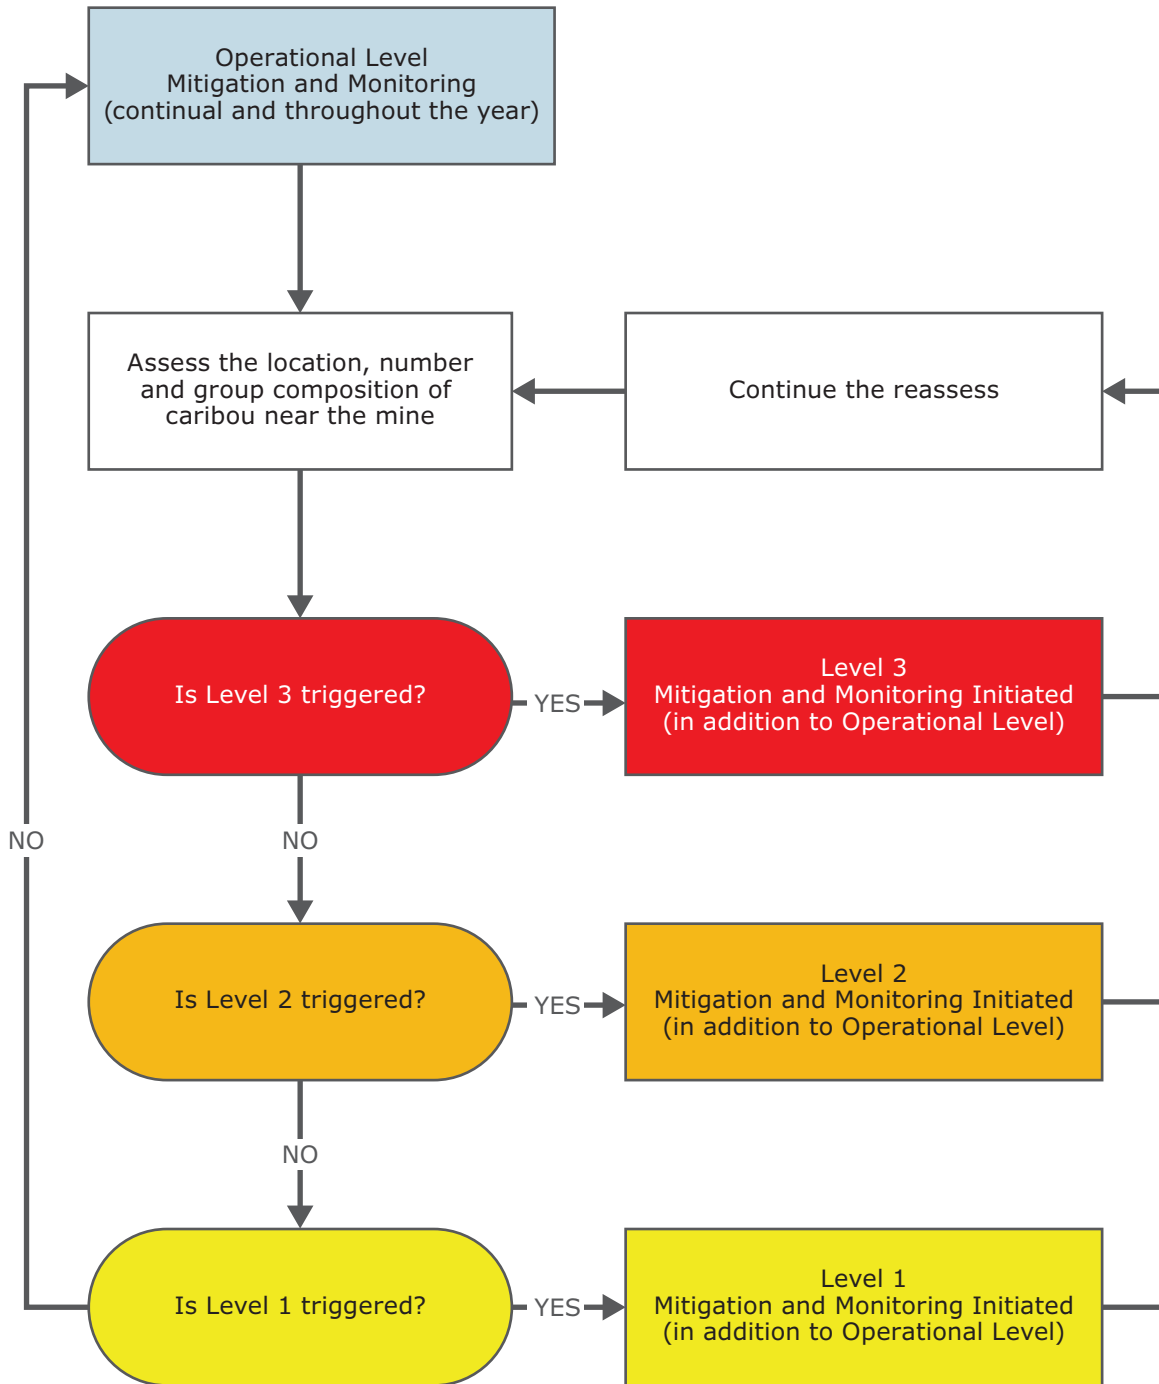 Operational Level
Mitigation and Monitoring
(continual and throughout the year)
Assess the location, number
and group composition of
caribou near the mine
Continue the reassess
Is Level 3 triggered?
YES
Level 3
Mitigation and Monitoring Initiated
(in addition to Operational Level)
NO
NO
Is Level 2 triggered?
YES
Level 2
Mitigation and Monitoring Initiated
(in addition to Operational Level)
NO
Is Level 1 triggered?
YES
Level 1
Mitigation and Monitoring Initiated
(in addition to Operational Level)